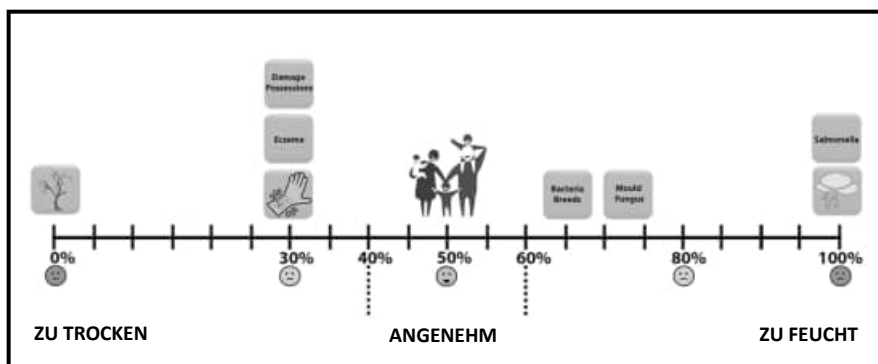 Damage
Possessions
Eczema
Salmonella
Bacteria
Breeds
Mould
Fungus
0% 30% 40% 50% 60% 80% 100%
ZU TROCKEN ANGENEHM ZU FEUCHT